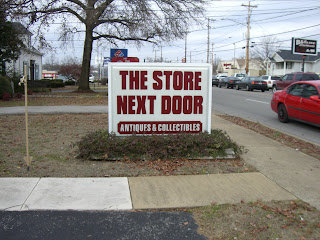 THE STORE
NEXT DOOR
ANTIQUES & COLLECTIBLES